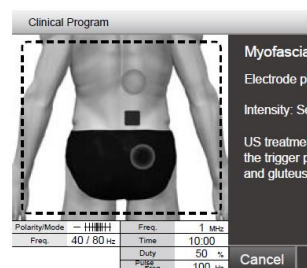 Clinical Program
Myofascia
Electrode p
Intensity: Se
US treatme
the trigger p
and gluteus
Polarity/Mode Freq. 1 MHz
Freq. 40 / 80 Hz Time 10:00
Duty 50 %
Pulse 100 Hz
Cancel